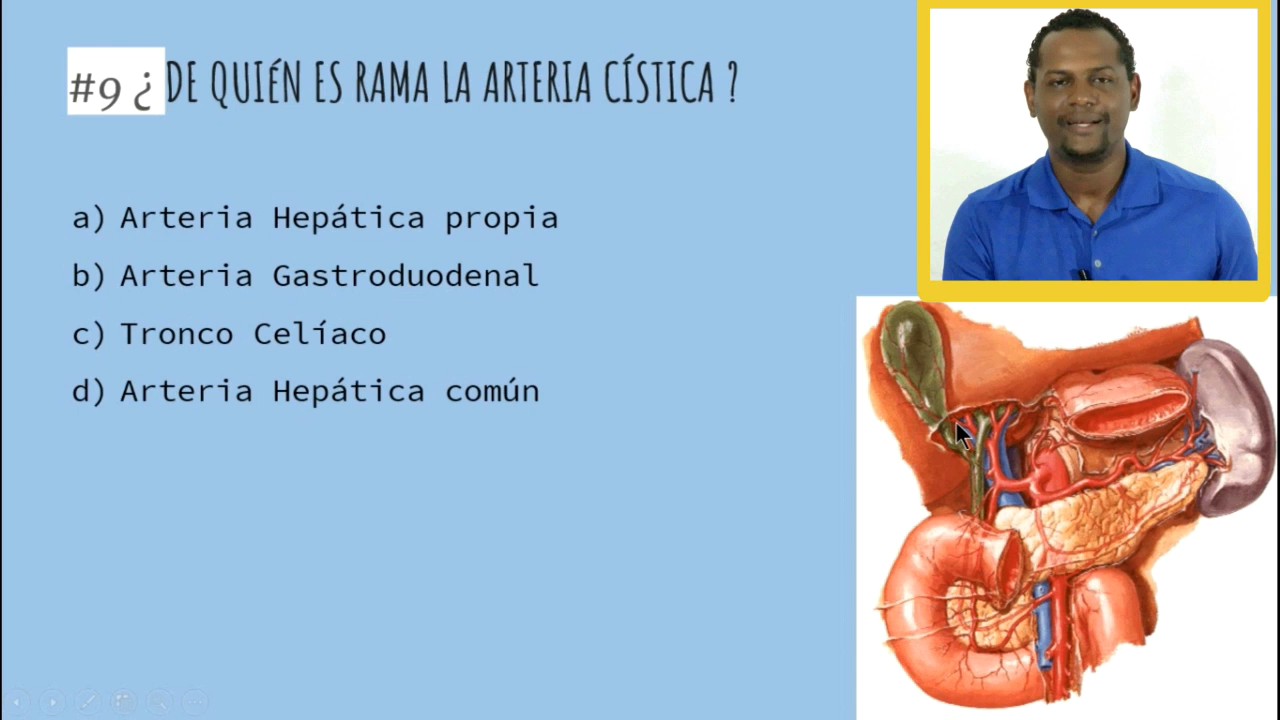 #9 ¿ DE QUIÉN ES RAMA LA ARTERIA CÍSTICA ?
a) Arteria Hepática propia
b) Arteria Gastroduodenal
c) Tronco Celíaco
d) Arteria Hepática común